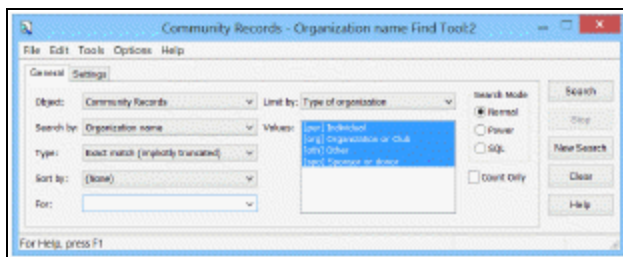 Community Records - Organization name Find Tool:2
File Edit Tools Options Help
General Settings
Object: Community Records
Limit by: Type of organization
Search Mode
Search
Search by: Organization name
Values: [per] Individual
[org] Organization or Club
[oth] Other
[spo] Sponsor or donor
Normal
Power
SQL
Stop
Type: Exact match (implicitly truncated)
New Search
Sort by: (None)
Count Only
Clear
For:
Help
For Help, press F1